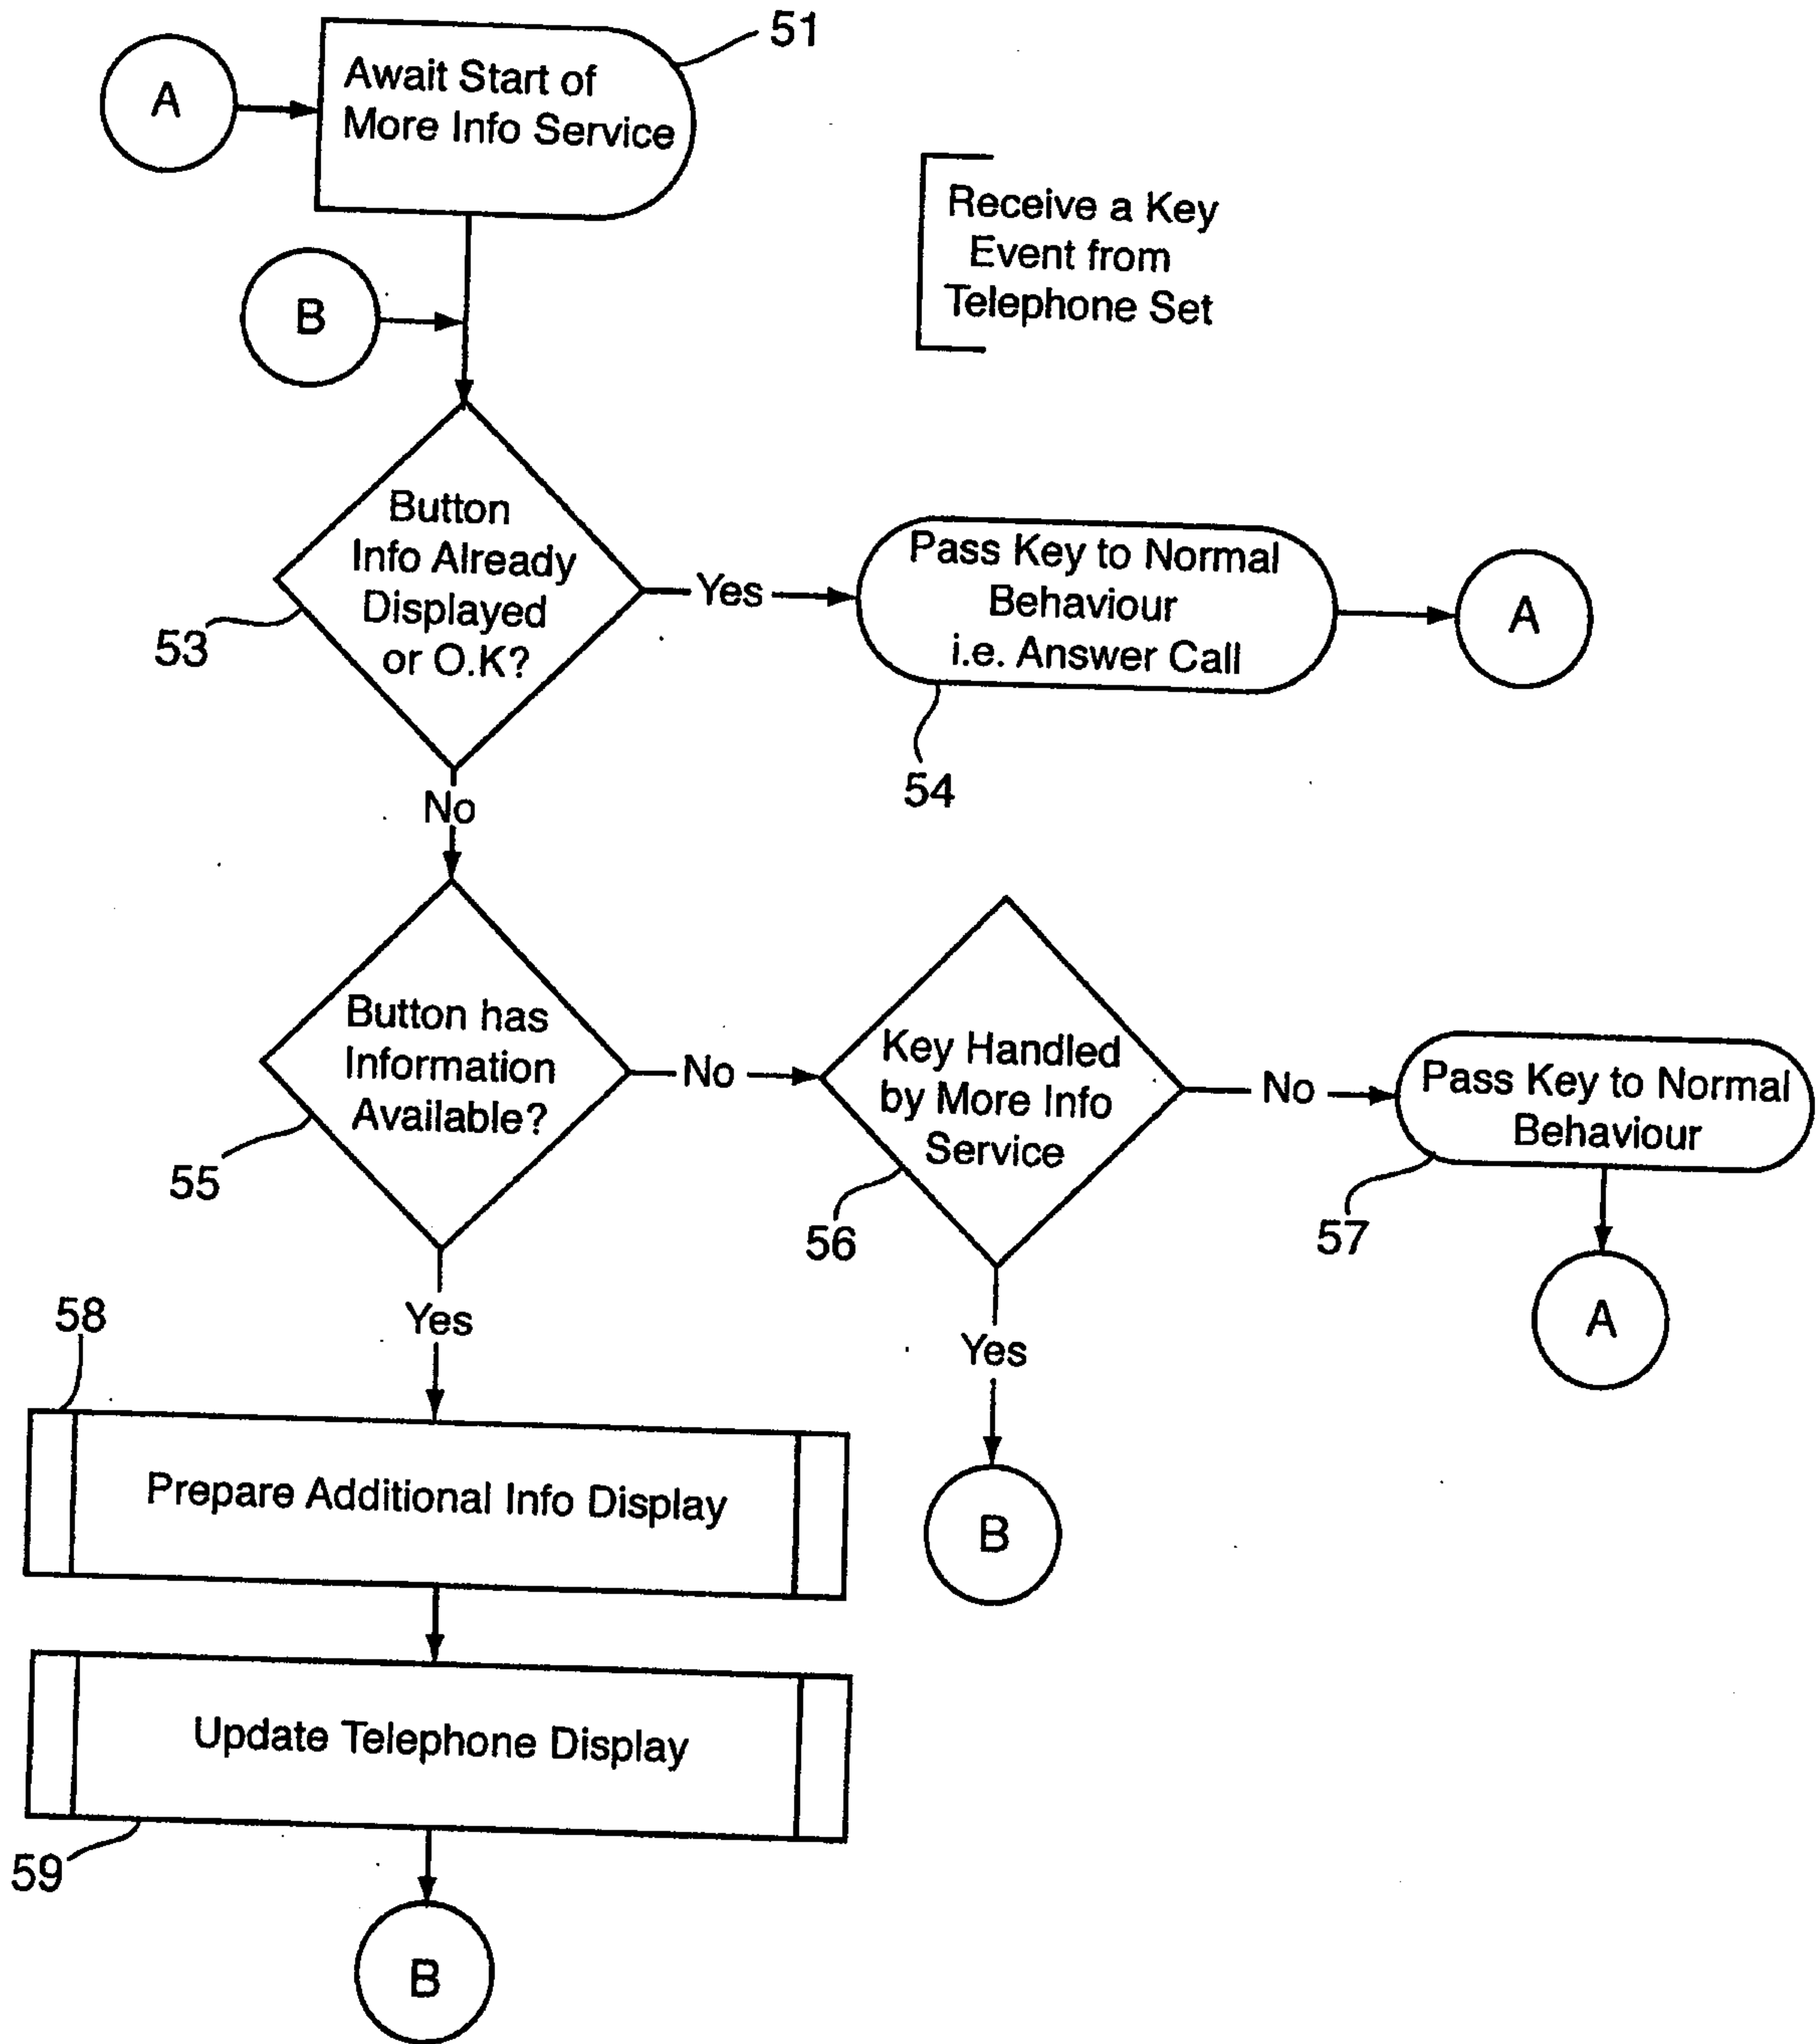 51
A
Await Start of
More Info Service
Receive a Key
Event from
Telephone Set
B
Button
Info Already
Displayed
or O.K?
53
Yes
Pass Key to Normal
Behaviour
i.e. Answer Call
54
A
No
Button has
Information
Available?
55
No
Key Handled
by More Info
Service
56
No
Pass Key to Normal
Behaviour
57
A
Yes
Yes
58
B
Prepare Additional Info Display
Update Telephone Display
59
B